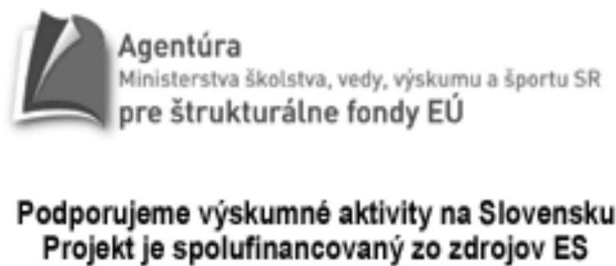 Agentúra
Ministerstva školstva, vedy, výskumu a športu SR
pre štrukturálne fondy EÚ
Podporujeme výskumné aktivity na Slovensku
Projekt je spolufinancovaný zo zdrojov ES